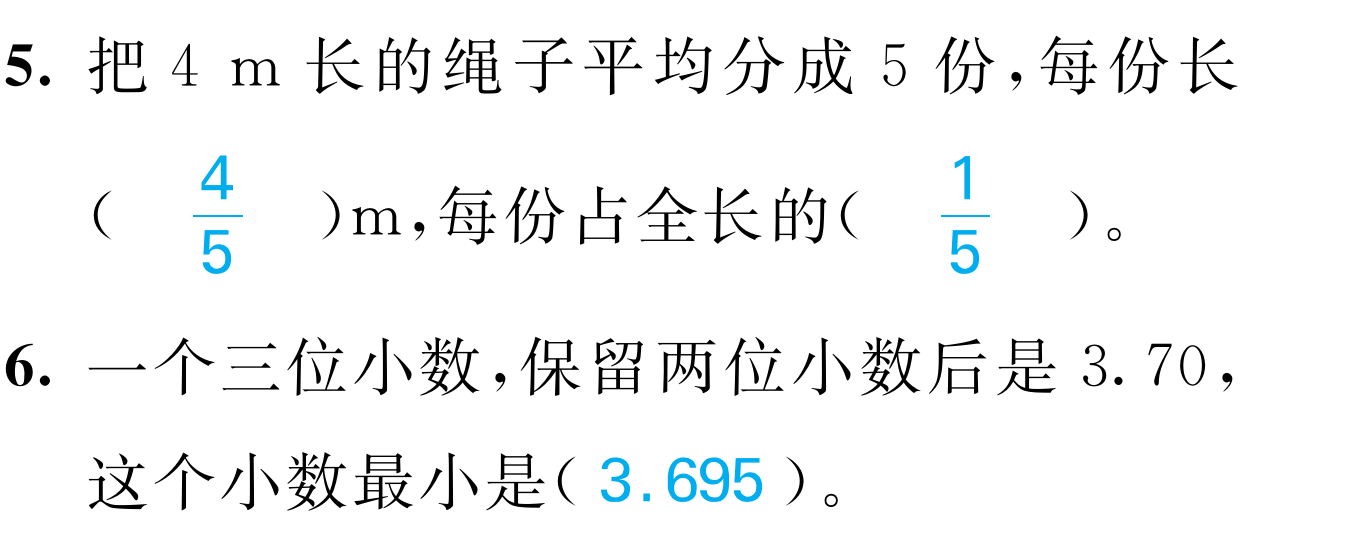 5. 把 4 m 长的绳子平均分成 5 份,每份长
( 4/5 )m,每份占全长的( 1/5 )。
6. 一个三位小数,保留两位小数后是 3.70,
这个小数最小是( 3.695 )。